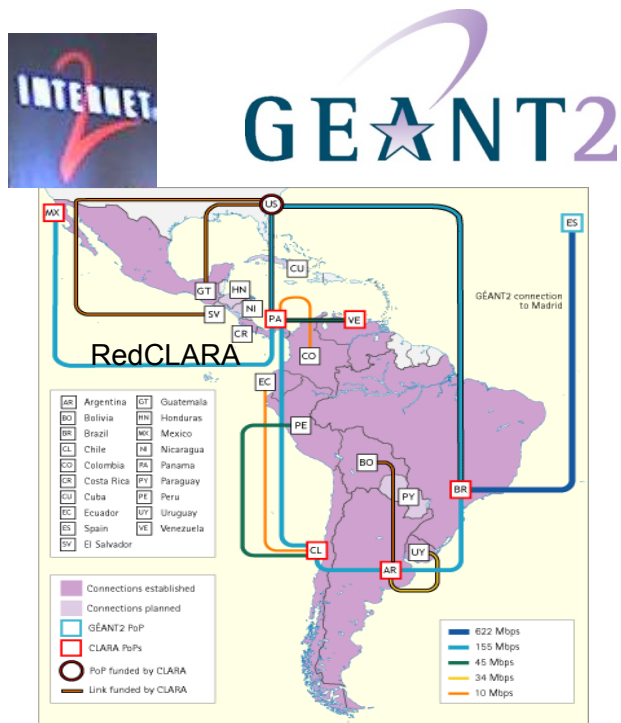 INTERNET
2
GÉANT2
MX
US
ES
CU
GT
HN
SV
NI
GÉANT2 connection
to Madrid
CR
PA
VE
RedCLARA
CO
EC
PE
BO
PY
BR
CL
UY
AR
AR Argentina
BO Bolivia
BR Brazil
CL Chile
CO Colombia
CR Costa Rica
CU Cuba
EC Ecuador
ES Spain
SV El Salvador
GT Guatemala
HN Honduras
MX Mexico
NI Nicaragua
PA Panama
PY Paraguay
PE Peru
UY Uruguay
VE Venezuela
Connections established
Connections planned
GÉANT2 PoP
CLARA PoPs
PoP funded by CLARA
Link funded by CLARA
622 Mbps
155 Mbps
45 Mbps
34 Mbps
10 Mbps